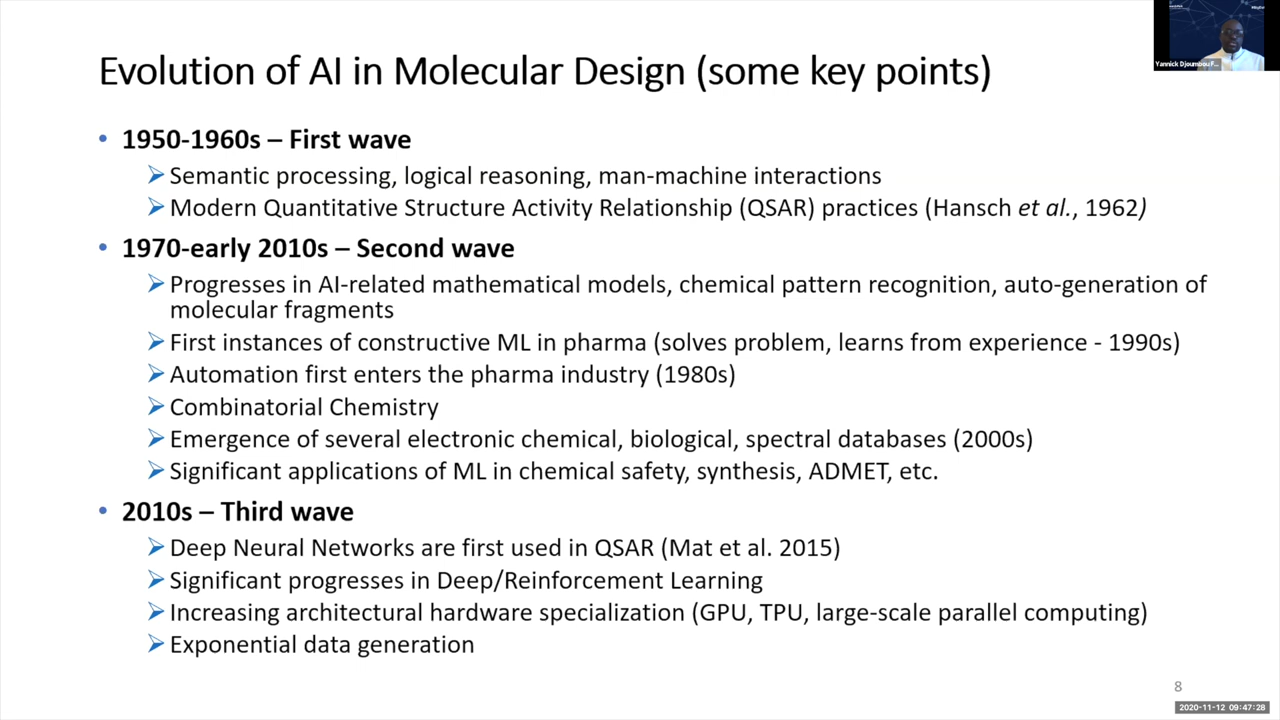 Evolution of AI in Molecular Design (some key points)
• 1950-1960s – First wave
➢ Semantic processing, logical reasoning, man-machine interactions
➢ Modern Quantitative Structure Activity Relationship (QSAR) practices (Hansch et al., 1962)
• 1970-early 2010s – Second wave
➢ Progresses in AI-related mathematical models, chemical pattern recognition, auto-generation of
molecular fragments
➢ First instances of constructive ML in pharma (solves problem, learns from experience - 1990s)
➢ Automation first enters the pharma industry (1980s)
➢ Combinatorial Chemistry
➢ Emergence of several electronic chemical, biological, spectral databases (2000s)
➢ Significant applications of ML in chemical safety, synthesis, ADMET, etc.
• 2010s – Third wave
➢ Deep Neural Networks are first used in QSAR (Mat et al. 2015)
➢ Significant progresses in Deep/Reinforcement Learning
➢ Increasing architectural hardware specialization (GPU, TPU, large-scale parallel computing)
➢ Exponential data generation
Yannick Djoumbou F...
8
2020-11-12 09:47:28